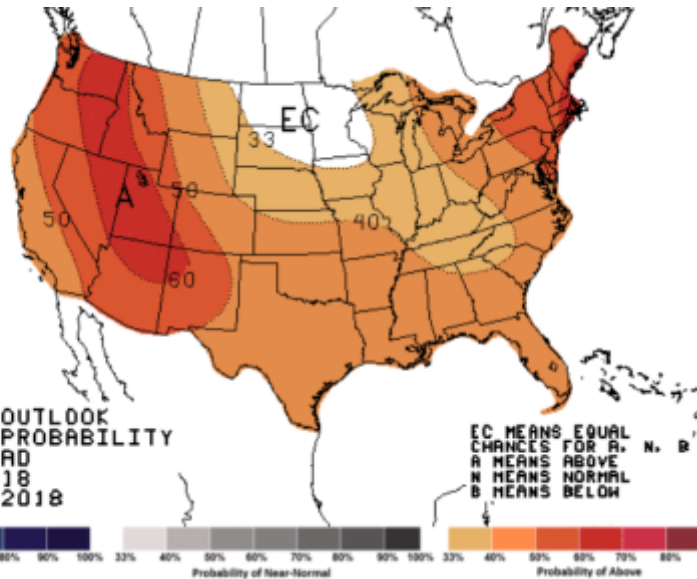 EC
33
A
50
50
40
60
OUTLOOK
PROBABILITY
AD
18
2018
EC MEANS EQUAL
CHANCES FOR A, N, B
A MEANS ABOVE
N MEANS NORMAL
B MEANS BELOW
80% 90% 100% 33% 40% 50% 60% 70% 80% 90% 100% 33% 40% 50% 60% 70% 80%
Probability of Near-Normal Probability of Above